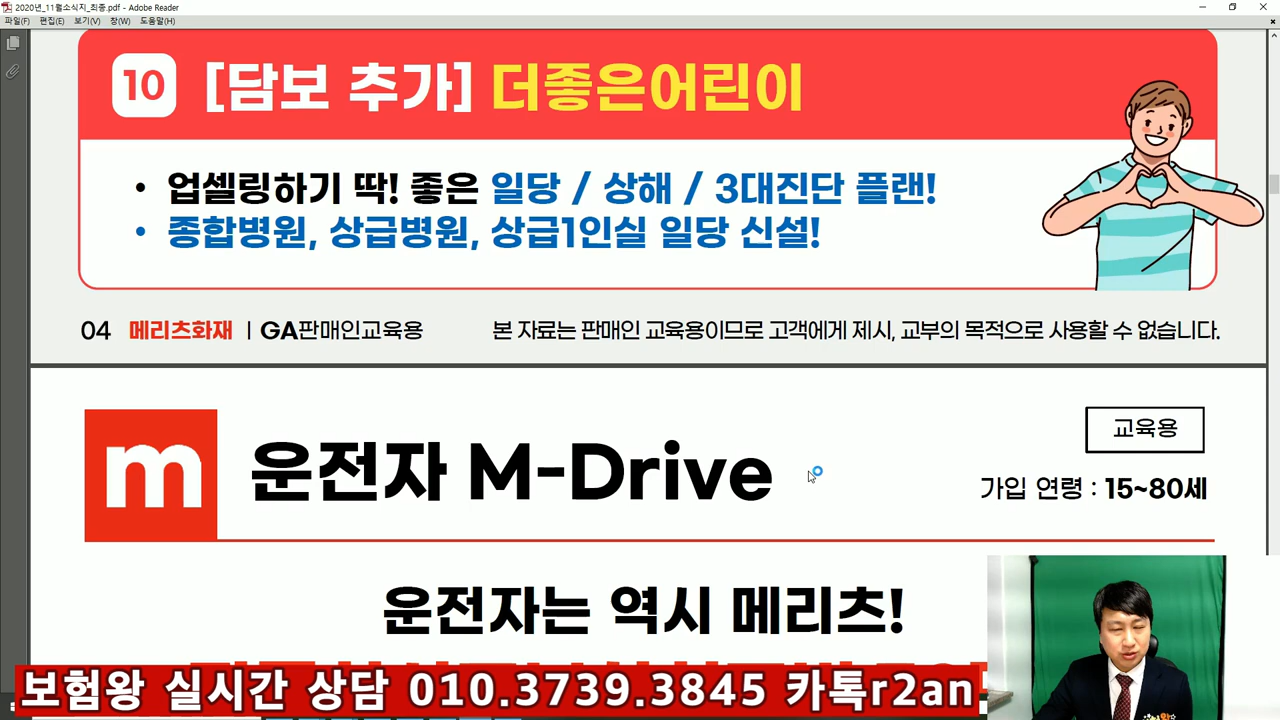 2020년_11월소식지_최종.pdf - Adobe Reader
파일(F) 편집(E) 보기(V) 창(W) 도움말(H)
10 [담보 추가] 더좋은어린이
• 업셀링하기 딱! 좋은 일당 / 상해 / 3대진단 플랜!
• 종합병원, 상급병원, 상급1인실 일당 신설!
04 메리츠화재 | GA판매인교육용 본 자료는 판매인 교육용이므로 고객에게 제시, 교부의 목적으로 사용할 수 없습니다.
교육용
m 운전자 M-Drive
가입 연령 : 15~80세
운전자는 역시 메리츠!
보험왕 실시간 상담 010.3739.3845 카톡r2an